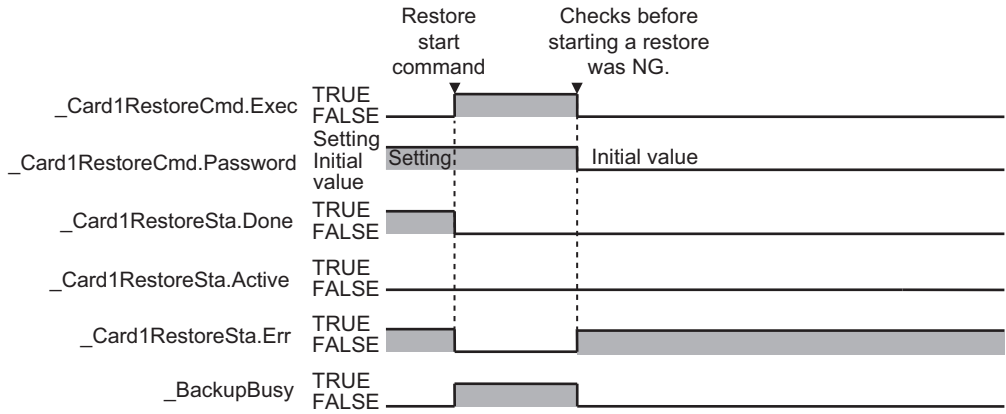 Restore
start
command
Checks before
starting a restore
was NG.
_Card1RestoreCmd.Exec
TRUE
FALSE
_Card1RestoreCmd.Password
Setting
Initial
value
Setting
Initial value
_Card1RestoreSta.Done
TRUE
FALSE
_Card1RestoreSta.Active
TRUE
FALSE
_Card1RestoreSta.Err
TRUE
FALSE
_BackupBusy
TRUE
FALSE